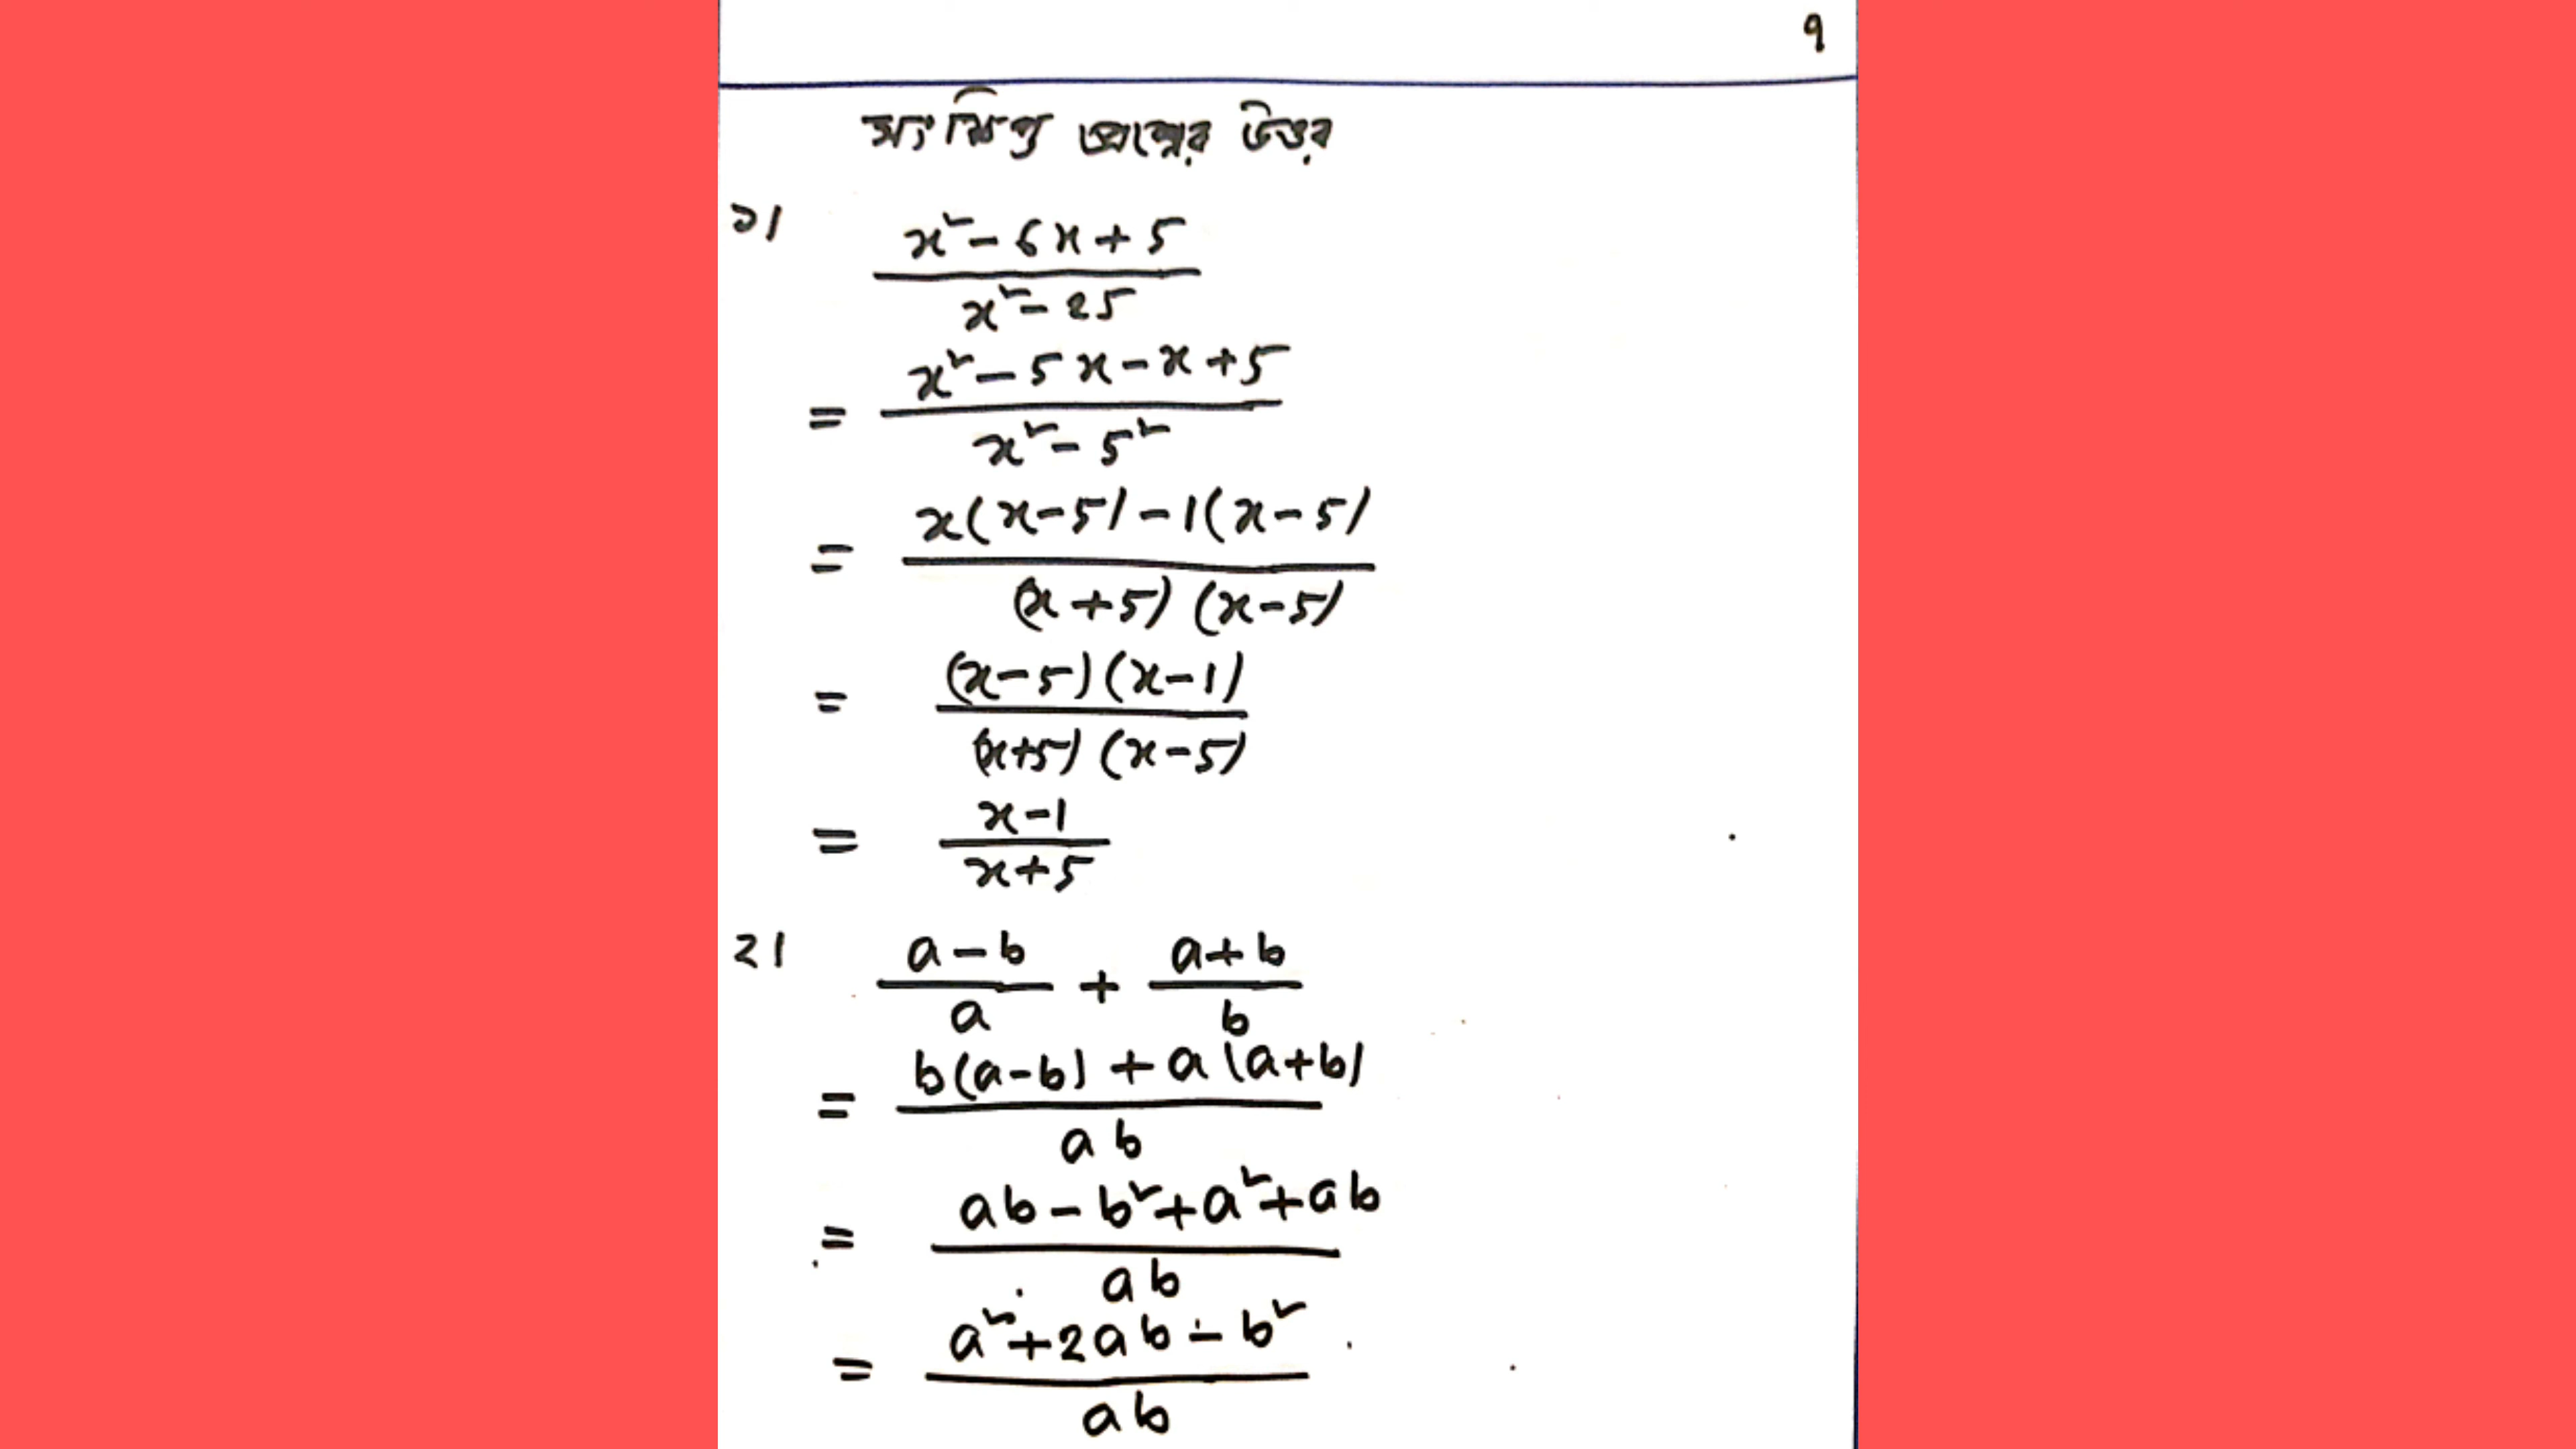 ৭
সংক্ষিপ্ত প্রশ্নের উত্তর
১। (x² - 6x + 5) / (x² - 25)
= (x² - 5x - x + 5) / (x² - 5²)
= (x(x-5) - 1(x-5)) / ((x+5)(x-5))
= ((x-5)(x-1)) / ((x+5)(x-5))
= (x-1) / (x+5)
২। (a-b)/a + (a+b)/b
= (b(a-b) + a(a+b)) / ab
= (ab - b² + a² + ab) / ab
= (a² + 2ab - b²) / ab